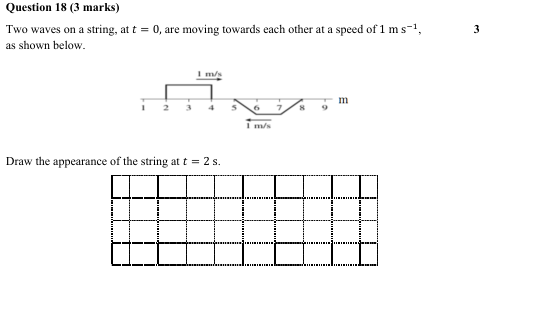 Question 18 (3 marks)
Two waves on a string, at t = 0, are moving towards each other at a speed of 1 m s⁻¹, 3
as shown below.
1 m/s
1 2 3 4 5 6 7 8 9 m
1 m/s
Draw the appearance of the string at t = 2 s.